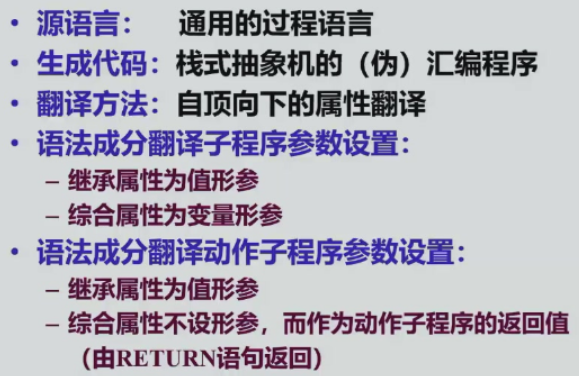 • 源语言： 通用的过程语言
• 生成代码：栈式抽象机的（伪）汇编程序
• 翻译方法：自顶向下的属性翻译
• 语法成分翻译子程序参数设置：
– 继承属性为值形参
– 综合属性为变量形参
• 语法成分翻译动作子程序参数设置：
– 继承属性为值形参
– 综合属性不设形参，而作为动作子程序的返回值
（由RETURN语句返回）